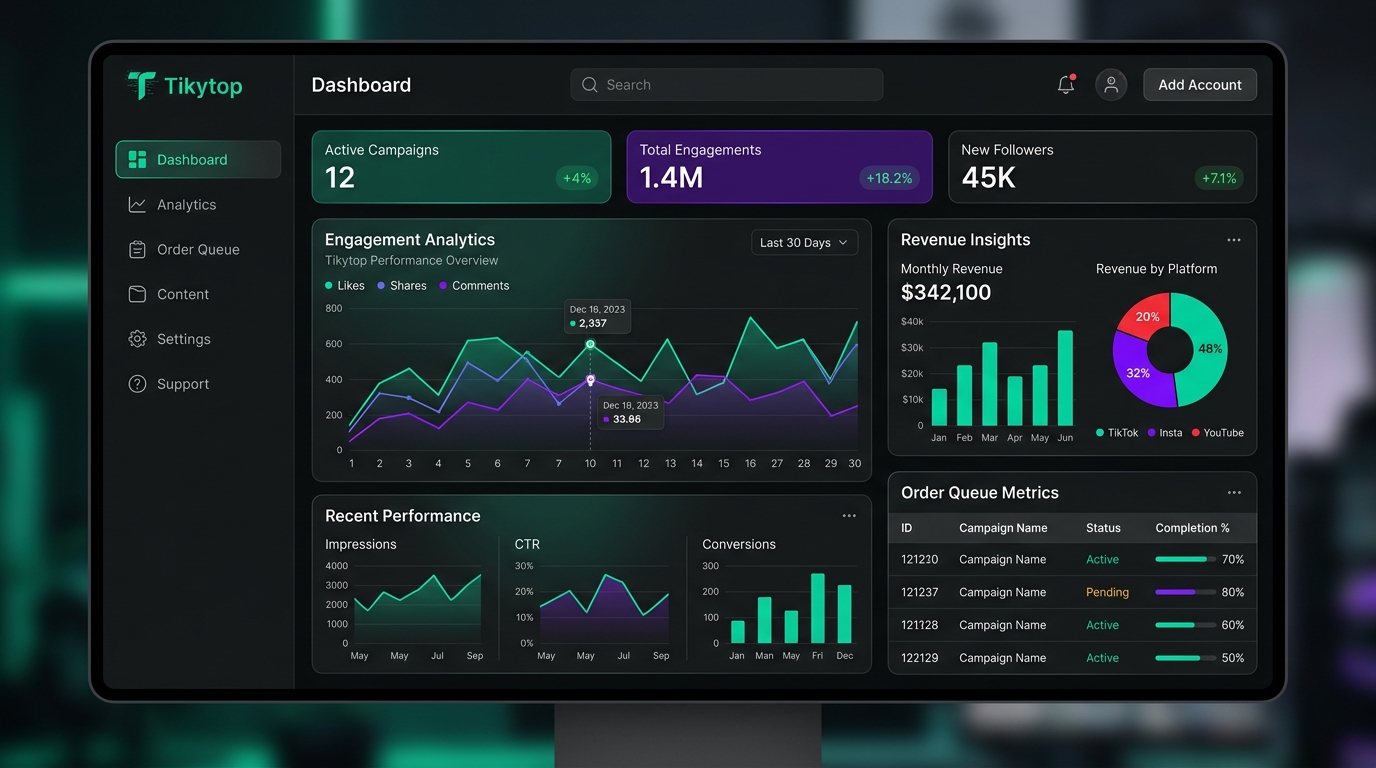 Tikytop
Dashboard
Search
Add Account
Dashboard
Analytics
Order Queue
Content
Settings
Support
Active Campaigns
12
+4%
Total Engagements
1.4M
+18.2%
New Followers
45K
+7.1%
Engagement Analytics
Last 30 Days
Tikytop Performance Overview
Likes Shares Comments
800
600
400
200
0
Dec 16, 2023
2,357
Dec 18, 2023
33.86
1 2 3 4 5 6 7 7 10 11 12 13 14 15 16 27 28 29 30
Revenue Insights
Monthly Revenue
$342,100
$40k
$30k
$20k
$10k
0
Jan Feb Mar Apr May Jun
Revenue by Platform
20%
48%
32%
TikTok Insta YouTube
Recent Performance
Impressions
4000
3000
2000
1000
0
May May Jul Sep
CTR
30%
20%
10%
0%
May May Jul Sep
Conversions
300
200
100
0
Jan Man May Fri Dec
Order Queue Metrics
ID Campaign Name Status Completion %
121210 Campaign Name Active 70%
121237 Campaign Name Pending 80%
121128 Campaign Name Active 60%
122129 Campaign Name Active 50%